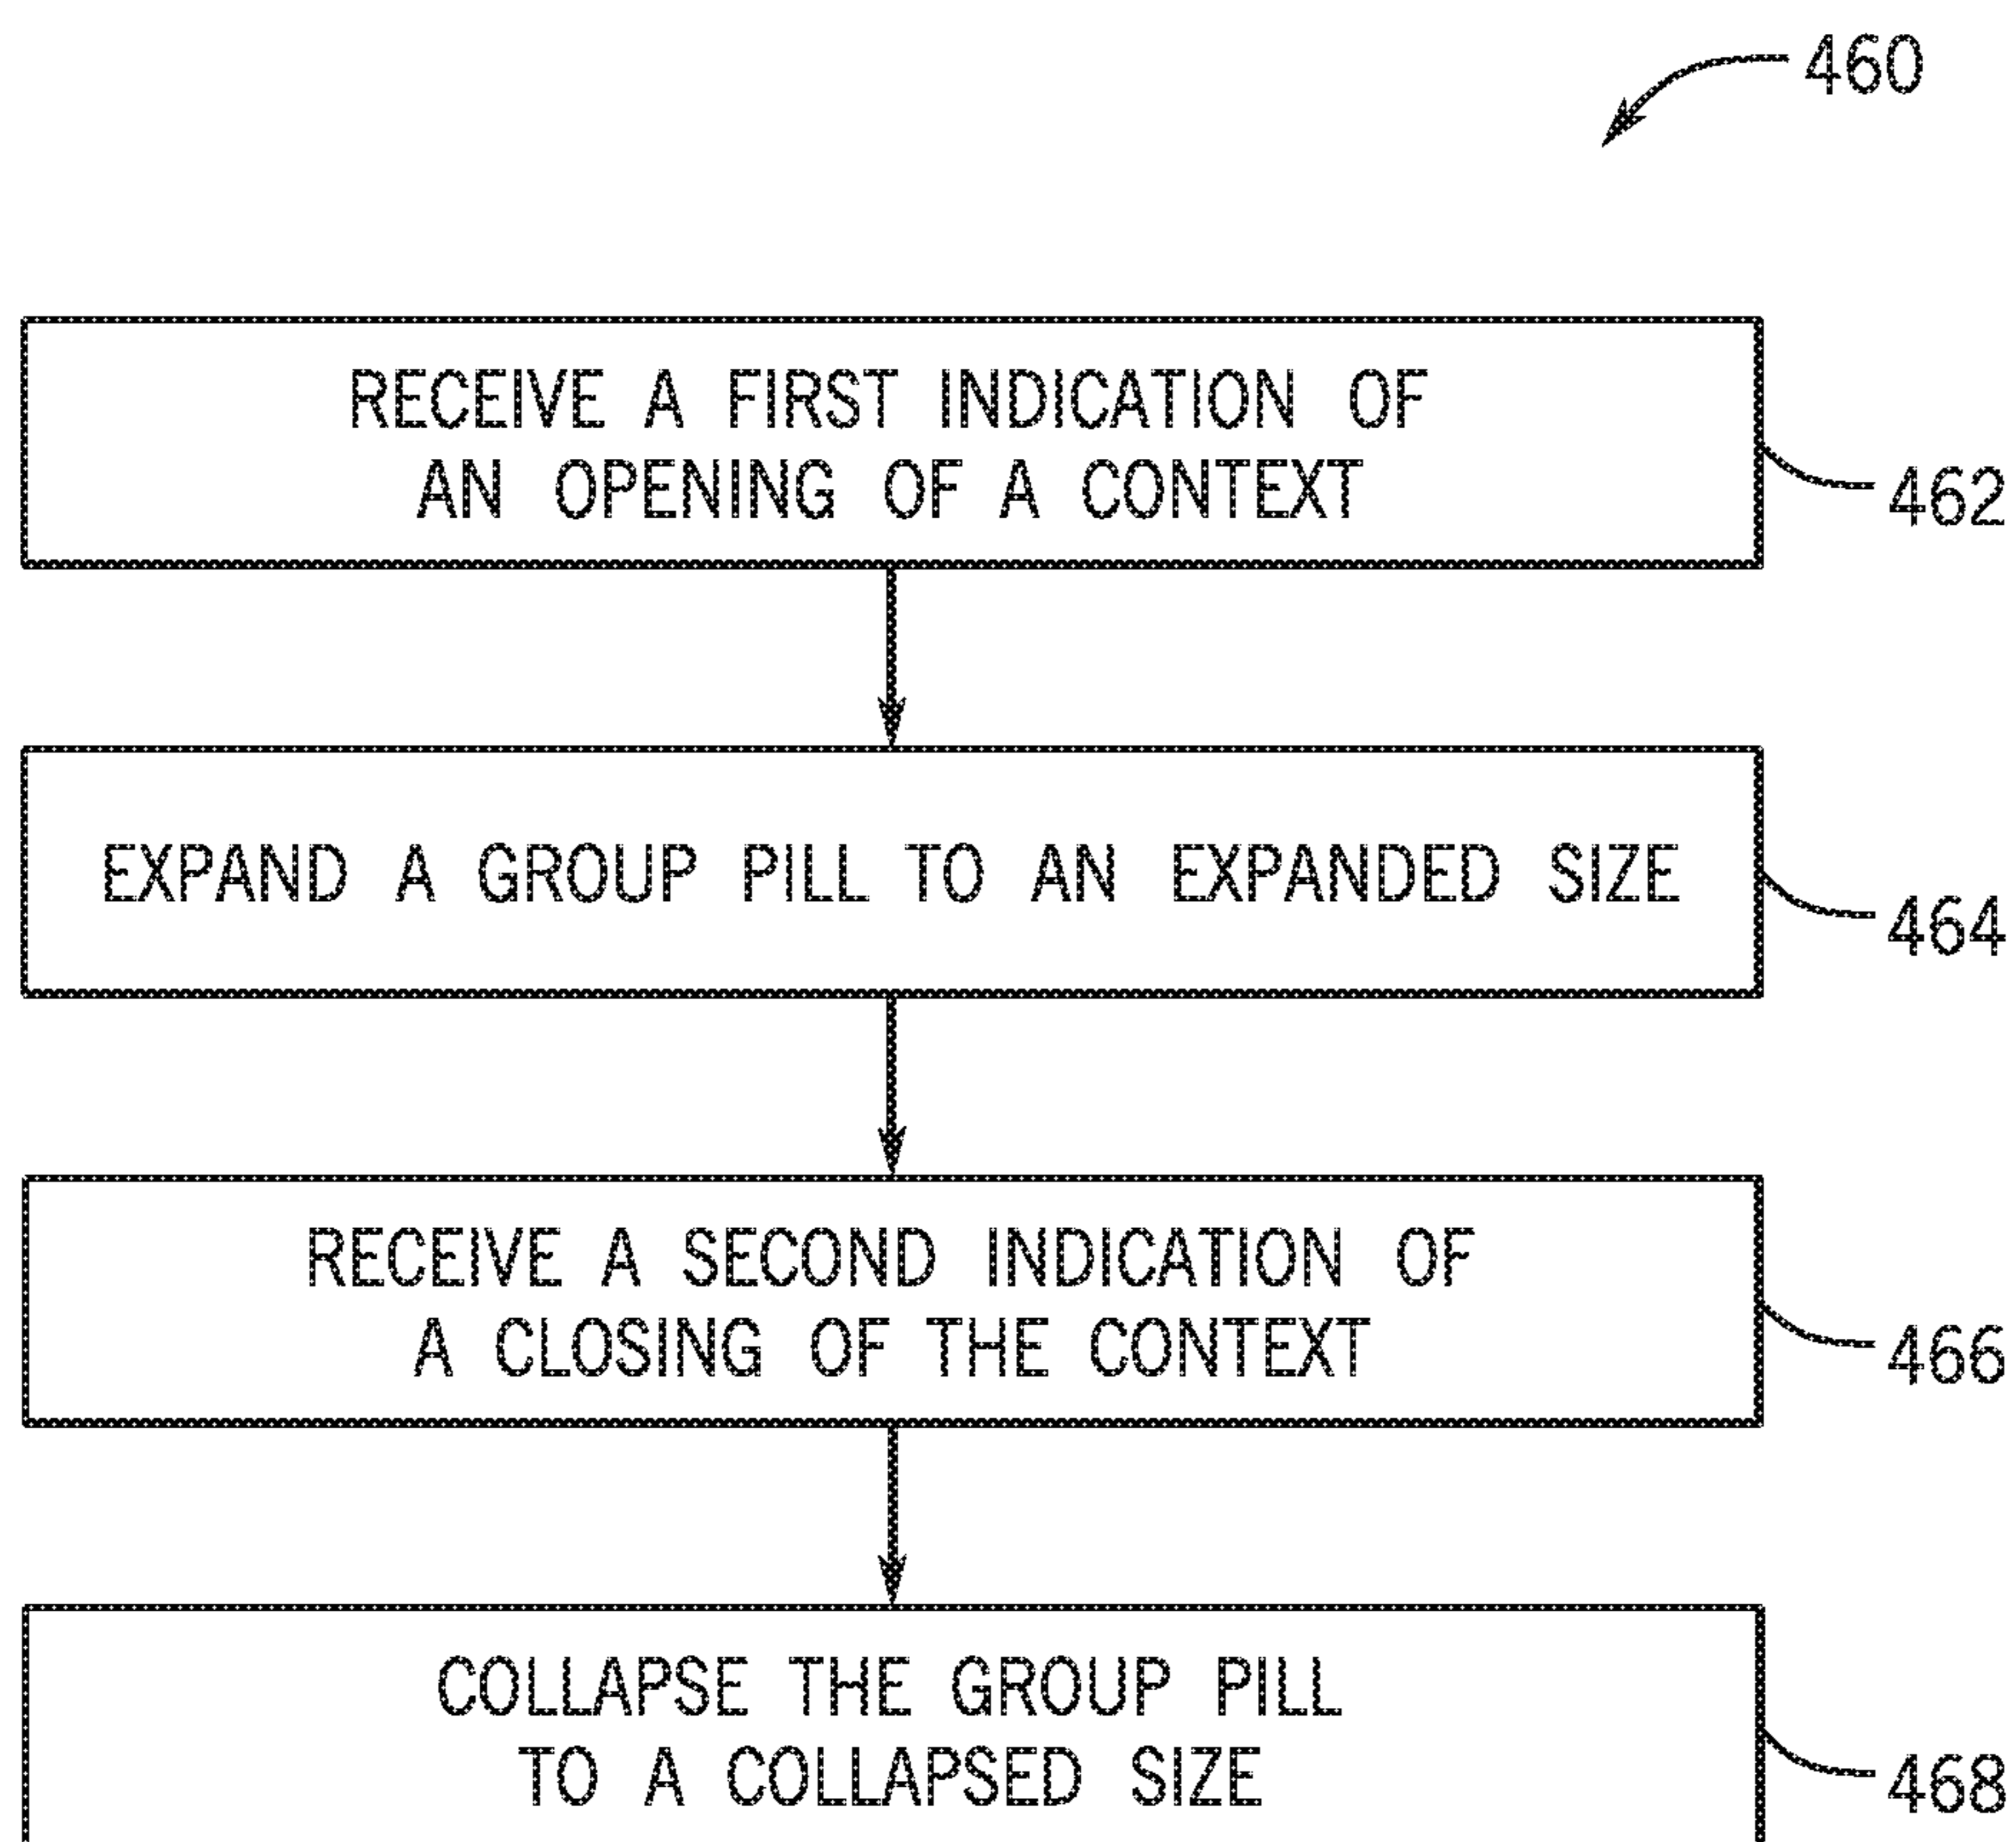 460
RECEIVE A FIRST INDICATION OF
AN OPENING OF A CONTEXT
462
EXPAND A GROUP PILL TO AN EXPANDED SIZE
464
RECEIVE A SECOND INDICATION OF
A CLOSING OF THE CONTEXT
466
COLLAPSE THE GROUP PILL
TO A COLLAPSED SIZE
468